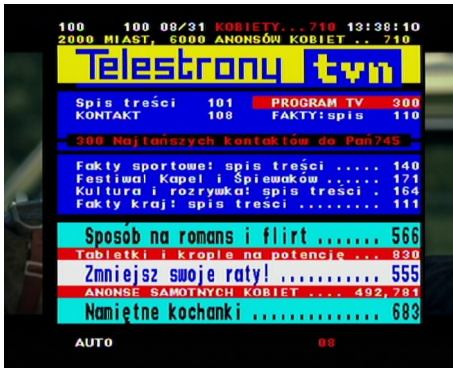 100 100 08/31 KOBIETY...710 13:38:10
2000 MIAST, 6000 ANONSÓW KOBIET .. 710
Telestrony tvn
Spis treści 101 PROGRAM TV 300
KONTAKT 108 FAKTY:spis 110
300 Najtańszych kontaktów do Pań745
Fakty sportowe: spis treści ..... 140
Festiwal Kapel i Śpiewaków ...... 171
Kultura i rozrywka: spis treści . 164
Fakty kraj: spis treści ......... 111
Sposób na romans i flirt ....... 566
Tabletki i krople na potencję ... 830
Zmniejsz swoje raty! ........... 555
ANONSE SAMOTNYCH KOBIET .... 492,781
Namiętne kochanki .............. 683
AUTO 08